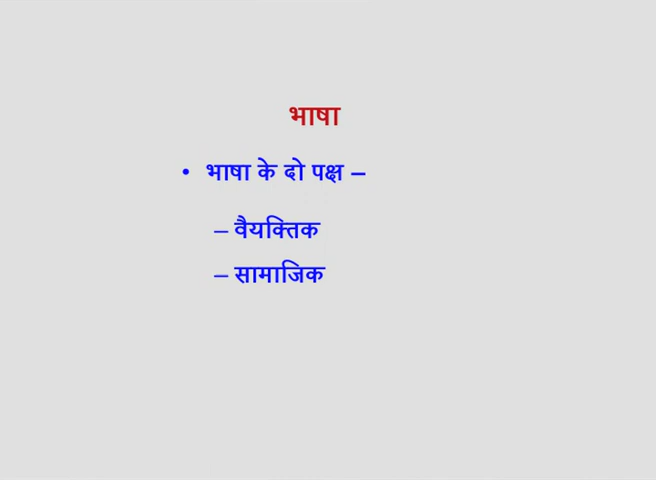 भाषा
• भाषा के दो पक्ष –
– वैयक्तिक
– सामाजिक